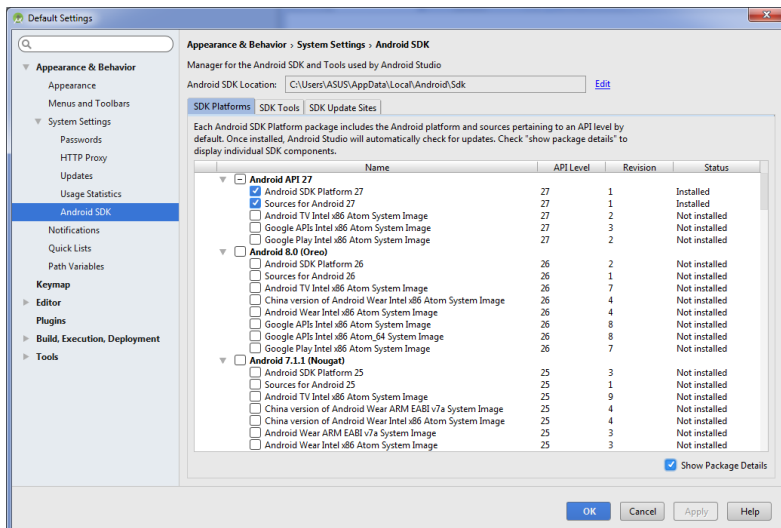 Default Settings
Appearance & Behavior › System Settings › Android SDK
Manager for the Android SDK and Tools used by Android Studio
Android SDK Location: C:\Users\ASUS\AppData\Local\Android\Sdk Edit
SDK Platforms SDK Tools SDK Update Sites
Each Android SDK Platform package includes the Android platform and sources pertaining to an API level by
default. Once installed, Android Studio will automatically check for updates. Check "show package details" to
display individual SDK components.
Appearance & Behavior
Appearance
Menus and Toolbars
System Settings
Passwords
HTTP Proxy
Updates
Usage Statistics
Android SDK
Notifications
Quick Lists
Path Variables
Keymap
Editor
Plugins
Build, Execution, Deployment
Tools
Name API Level Revision Status
Android API 27
Android SDK Platform 27 27 1 Installed
Sources for Android 27 27 1 Installed
Android TV Intel x86 Atom System Image 27 2 Not installed
Google APIs Intel x86 Atom System Image 27 3 Not installed
Google Play Intel x86 Atom System Image 27 2 Not installed
Android 8.0 (Oreo)
Android SDK Platform 26 26 2 Not installed
Sources for Android 26 26 1 Not installed
Android TV Intel x86 Atom System Image 26 7 Not installed
China version of Android Wear Intel x86 Atom System Image 26 4 Not installed
Android Wear Intel x86 Atom System Image 26 4 Not installed
Google APIs Intel x86 Atom System Image 26 8 Not installed
Google APIs Intel x86 Atom_64 System Image 26 8 Not installed
Google Play Intel x86 Atom System Image 26 7 Not installed
Android 7.1.1 (Nougat)
Android SDK Platform 25 25 3 Not installed
Sources for Android 25 25 1 Not installed
Android TV Intel x86 Atom System Image 25 9 Not installed
China version of Android Wear ARM EABI v7a System Image 25 4 Not installed
China version of Android Wear Intel x86 Atom System Image 25 4 Not installed
Android Wear ARM EABI v7a System Image 25 3 Not installed
Android Wear Intel x86 Atom System Image 25 3 Not installed
Show Package Details
OK Cancel Apply Help